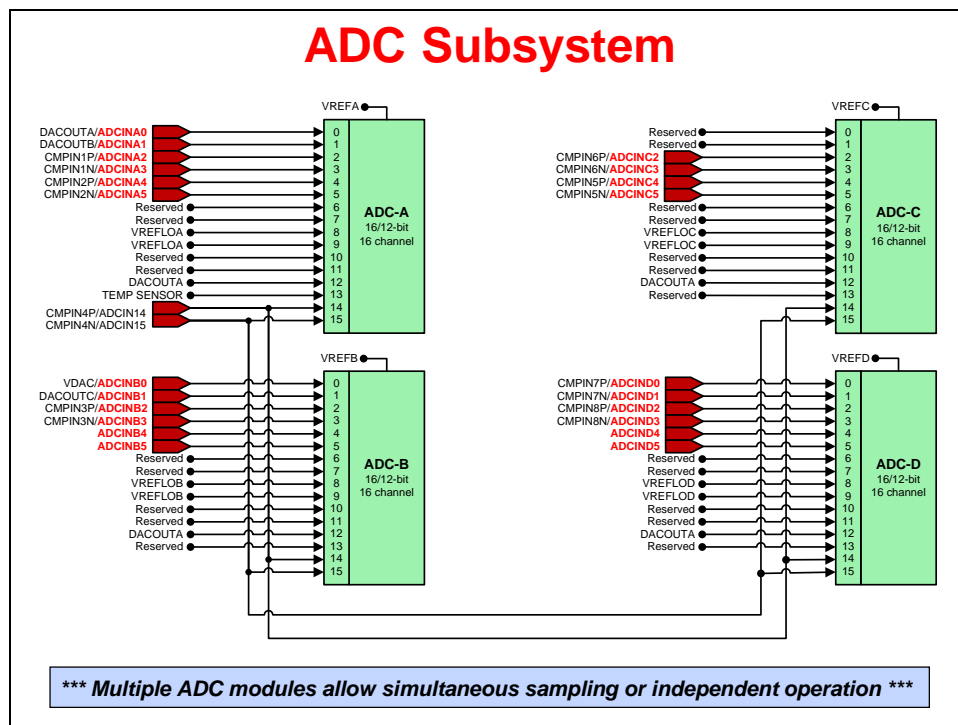 ADC Subsystem
VREFA
DACOUTA/ADCINA0
DACOUTB/ADCINA1
CMPIN1P/ADCINA2
CMPIN1N/ADCINA3
CMPIN2P/ADCINA4
CMPIN2N/ADCINA5
Reserved
Reserved
VREFLOA
VREFLOA
Reserved
Reserved
DACOUTA
TEMP SENSOR
CMPIN4P/ADCIN14
CMPIN4N/ADCIN15
0
1
2
3
4
5
6
7
8
9
10
11
12
13
14
15
ADC-A
16/12-bit
16 channel
VREFC
Reserved
Reserved
CMPIN6P/ADCINC2
CMPIN6N/ADCINC3
CMPIN5P/ADCINC4
CMPIN5N/ADCINC5
Reserved
Reserved
VREFLOC
VREFLOC
Reserved
Reserved
DACOUTA
Reserved
0
1
2
3
4
5
6
7
8
9
10
11
12
13
14
15
ADC-C
16/12-bit
16 channel
VREFB
VDAC/ADCINB0
DACOUTC/ADCINB1
CMPIN3P/ADCINB2
CMPIN3N/ADCINB3
ADCINB4
ADCINB5
Reserved
Reserved
VREFLOB
VREFLOB
Reserved
Reserved
DACOUTA
Reserved
0
1
2
3
4
5
6
7
8
9
10
11
12
13
14
15
ADC-B
16/12-bit
16 channel
VREFD
CMPIN7P/ADCIND0
CMPIN7N/ADCIND1
CMPIN8P/ADCIND2
CMPIN8N/ADCIND3
ADCIND4
ADCIND5
Reserved
Reserved
VREFLOD
VREFLOD
Reserved
Reserved
DACOUTA
Reserved
0
1
2
3
4
5
6
7
8
9
10
11
12
13
14
15
ADC-D
16/12-bit
16 channel
*** Multiple ADC modules allow simultaneous sampling or independent operation ***